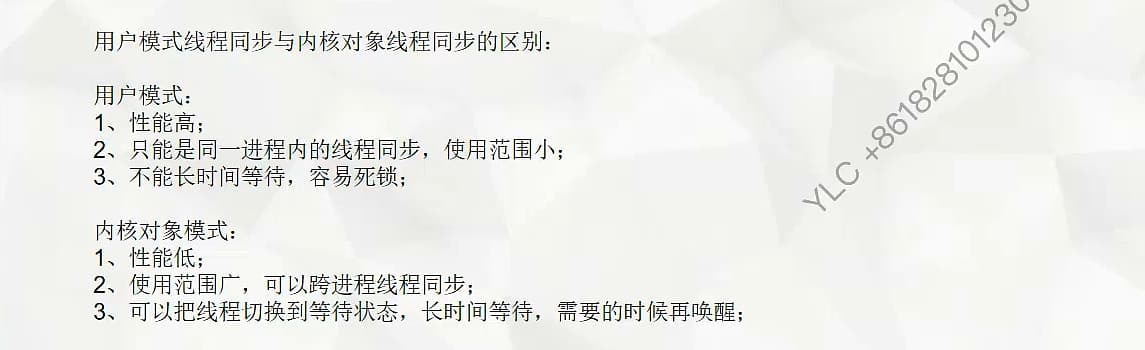 用户模式线程同步与内核对象线程同步的区别：
用户模式：
1、性能高；
2、只能是同一进程内的线程同步，使用范围小；
3、不能长时间等待，容易死锁；
内核对象模式：
1、性能低；
2、使用范围广，可以跨进程线程同步；
3、可以把线程切换到等待状态，长时间等待，需要的时候再唤醒；
YLC +861828101230